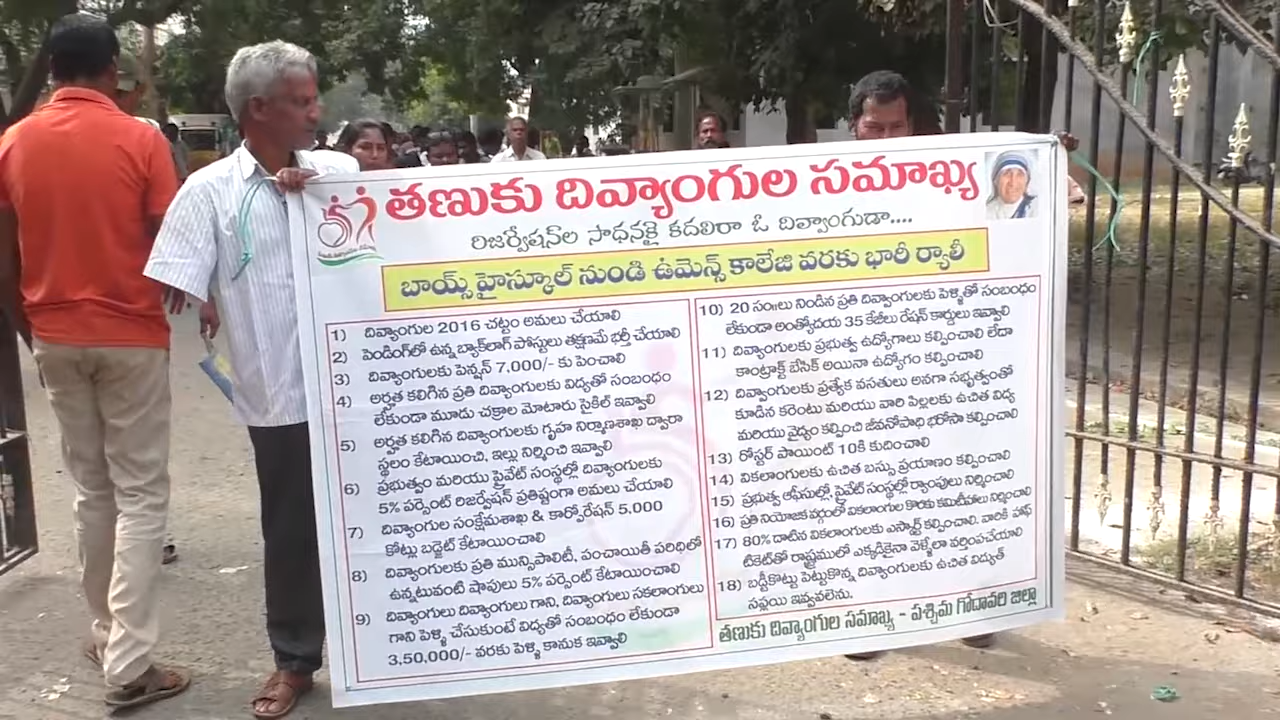 తణుకు దివ్యాంగుల సమాఖ్య
రిజర్వేషన్‌ల సాధనకై కదలిరా ఓ దివ్యాంగుడా....
బాయ్స్ హైస్కూల్ నుండి ఉమెన్స్ కాలేజి వరకు భారీ ర్యాలీ
1) దివ్యాంగుల 2016 చట్టం అమలు చేయాలి
2) పెండింగ్‌లో ఉన్న బ్యాక్‌లాగ్ పోస్టులు తక్షణమే భర్తీ చేయాలి
3) దివ్యాంగులకు పెన్షన్ 7,000/- కు పెంచాలి
4) అర్హత కలిగిన ప్రతి దివ్యాంగులకు విద్యతో సంబంధం
లేకుండా మూడు చక్రాల మోటారు సైకిల్ ఇవ్వాలి
5) అర్హత కలిగిన దివ్యాంగులకు గృహ నిర్మాణశాఖ ద్వారా
స్థలం కేటాయించి, ఇల్లు నిర్మించి ఇవ్వాలి
6) ప్రభుత్వం మరియు ప్రైవేట్ సంస్థల్లో దివ్యాంగులకు
5% పర్సెంట్ రిజర్వేషన్ ప్రతిష్ఠంగా అమలు చేయాలి
7) దివ్యాంగుల సంక్షేమశాఖ & కార్పోరేషన్ 5,000
కోట్లు బడ్జెట్ కేటాయించాలి
8) దివ్యాంగులకు ప్రతి మున్సిపాలిటీ, పంచాయితీ పరిధిలో
ఉన్నటువంటి షాపులు 5% పర్సెంట్ కేటాయించాలి
9) దివ్యాంగులు దివ్యాంగులు గాని, దివ్యాంగులు సకలాంగులు
గాని పెళ్ళి చేసుకుంటే విద్యతో సంబంధం లేకుండా
3,50,000/- వరకు పెళ్ళి కానుక ఇవ్వాలి
10) 20 సం॥లు నిండిన ప్రతి దివ్యాంగులకు పెళ్ళితో సంబంధం
లేకుండా అంత్యోదయ 35 కేజీలు రేషన్ కార్డులు ఇవ్వాలి
11) దివ్యాంగులకు ప్రభుత్వ ఉద్యోగాలు కల్పించాలి లేదా
కాంట్రాక్ట్ బేసిక్ అయినా ఉద్యోగం కల్పించాలి
12) దివ్యాంగులకు ప్రత్యేక వసతులు అనగా సభృత్వంతో
కూడిన కరెంటు మరియు వారి పిల్లలకు ఉచిత విద్య
మరియు వైద్యం కల్పించి జీవనోపాధి భరోసా కల్పించాలి
13) రోస్టర్ పాయింట్ 10కి కుదించాలి
14) వికలాంగులకు ఉచిత బస్సు ప్రయాణం కల్పించాలి
15) ప్రభుత్వ ఆఫీసుల్లో ప్రైవేట్ సంస్థల్లో ర్యాంపులు నిర్మించాలి
16) ప్రతి నియోజక వర్గంలో వికలాంగుల కొరకు కమిటీహాలు నిర్మించాలి
17) 80% దాటిన వికలాంగులకు ఎస్కార్ట్ కల్పించాలి. వారికి హాఫ్
టికెట్‌తో రాష్ట్రములో ఎక్కడికైనా వెళ్ళేలా వర్తింపచేయాలి
18) బడ్డీకొట్టు పెట్టుకొన్న దివ్యాంగులకు ఉచిత విద్యుత్
సప్లయి ఇవ్వవలెను.
తణుకు దివ్యాంగుల సమాఖ్య - పశ్చిమ గోదావరి జిల్లా